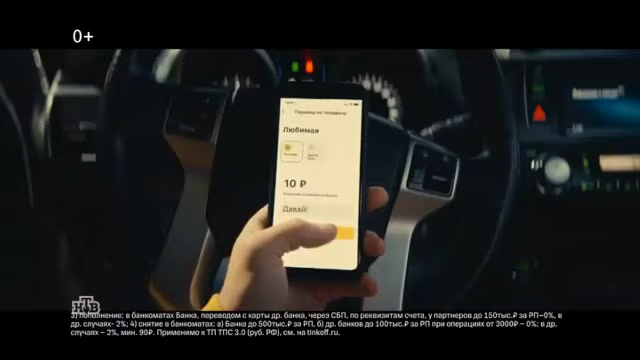 0+
Перевод по телефону
Любимая
10 ₽
Давай!
НТВ
3) пополнение: в банкоматах Банка, переводом с карты др. банка, через СБП, по реквизитам счета, у партнеров до 150тыс.₽ за РП–0%, в
др. случаях- 2%; 4) снятие в банкоматах: а) Банка до 500тыс.₽ за РП, б) др. банков до 100тыс.₽ за РП при операциях от 3000₽ – 0%; в др.
случаях – 2%, мин. 90₽. Применимо к ТП ТПС 3.0 (руб. РФ), см. на tinkoff.ru.